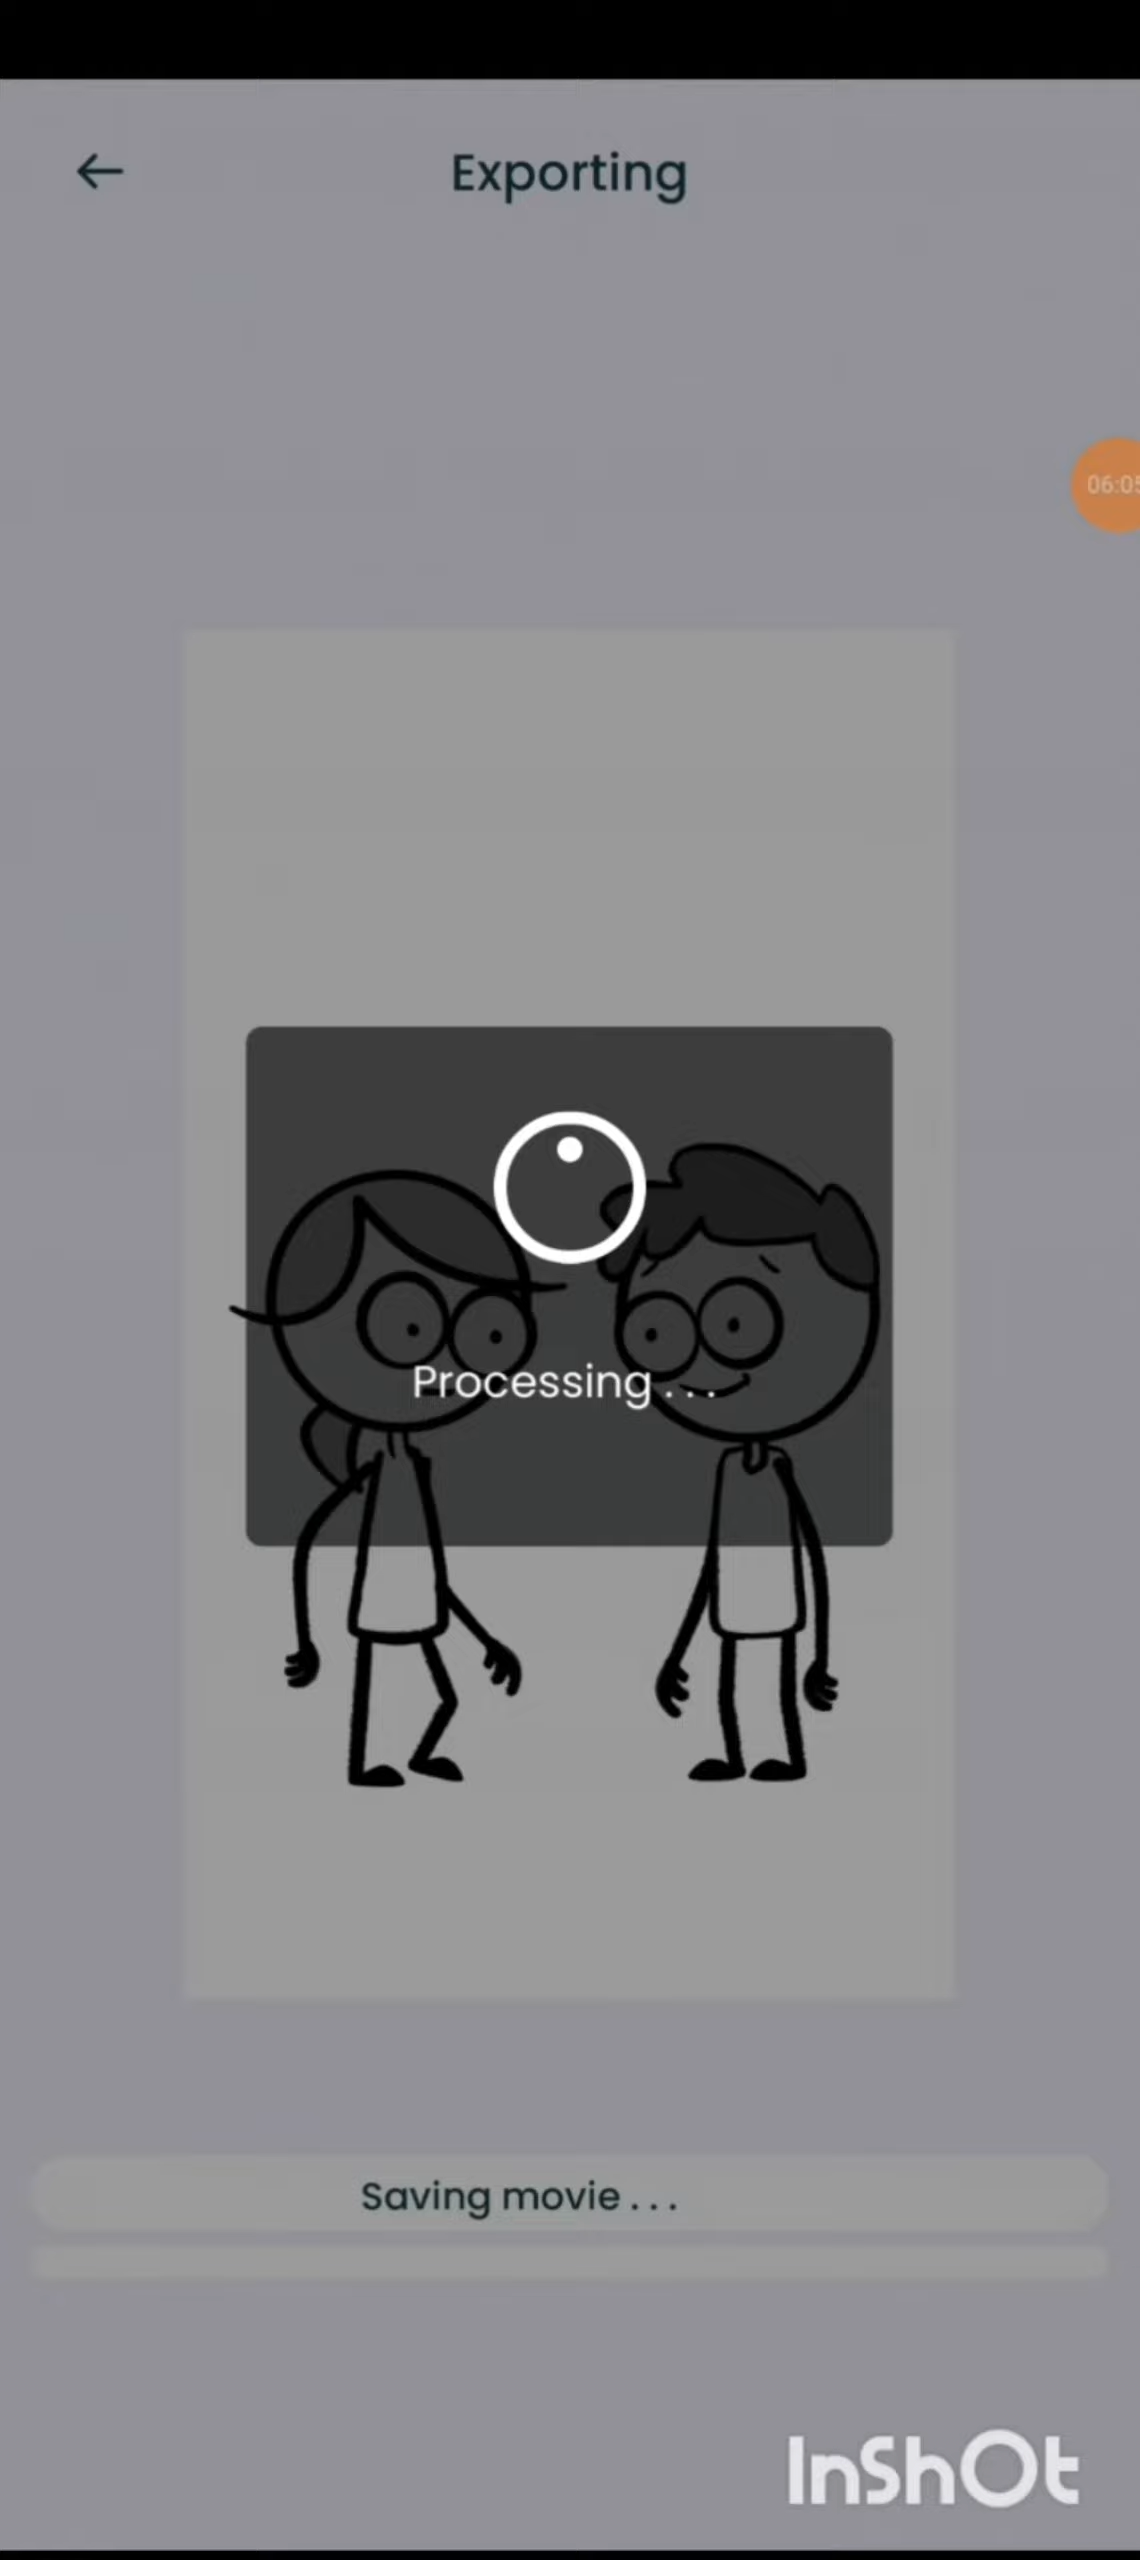 Exporting
06:05
Processing . . .
Saving movie . . .
InShOt